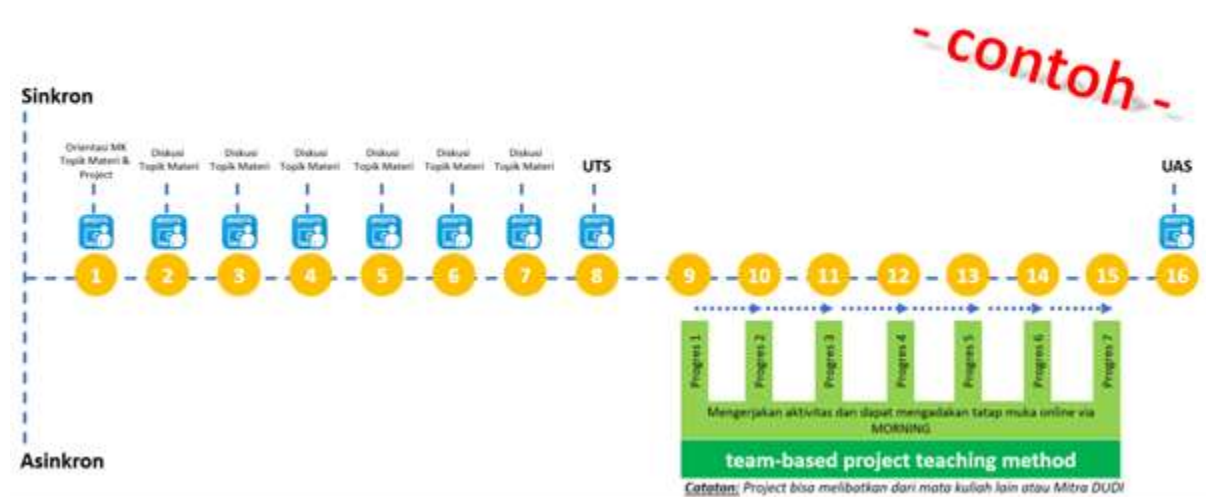 - contoh -
Sinkron
Orientasi MK
Topik Materi &
Project
Diskusi
Topik Materi
Diskusi
Topik Materi
Diskusi
Topik Materi
Diskusi
Topik Materi
Diskusi
Topik Materi
Diskusi
Topik Materi
UTS
UAS
1
2
3
4
5
6
7
8
9
10
11
12
13
14
15
16
Progres 1
Progres 2
Progres 3
Progres 4
Progres 5
Progres 6
Progres 7
Mengerjakan aktivitas dan dapat mengadakan tatap muka online via
MORNING
Asinkron
team-based project teaching method
Catatan: Project bisa melibatkan dari mata kuliah lain atau Mitra DUDI